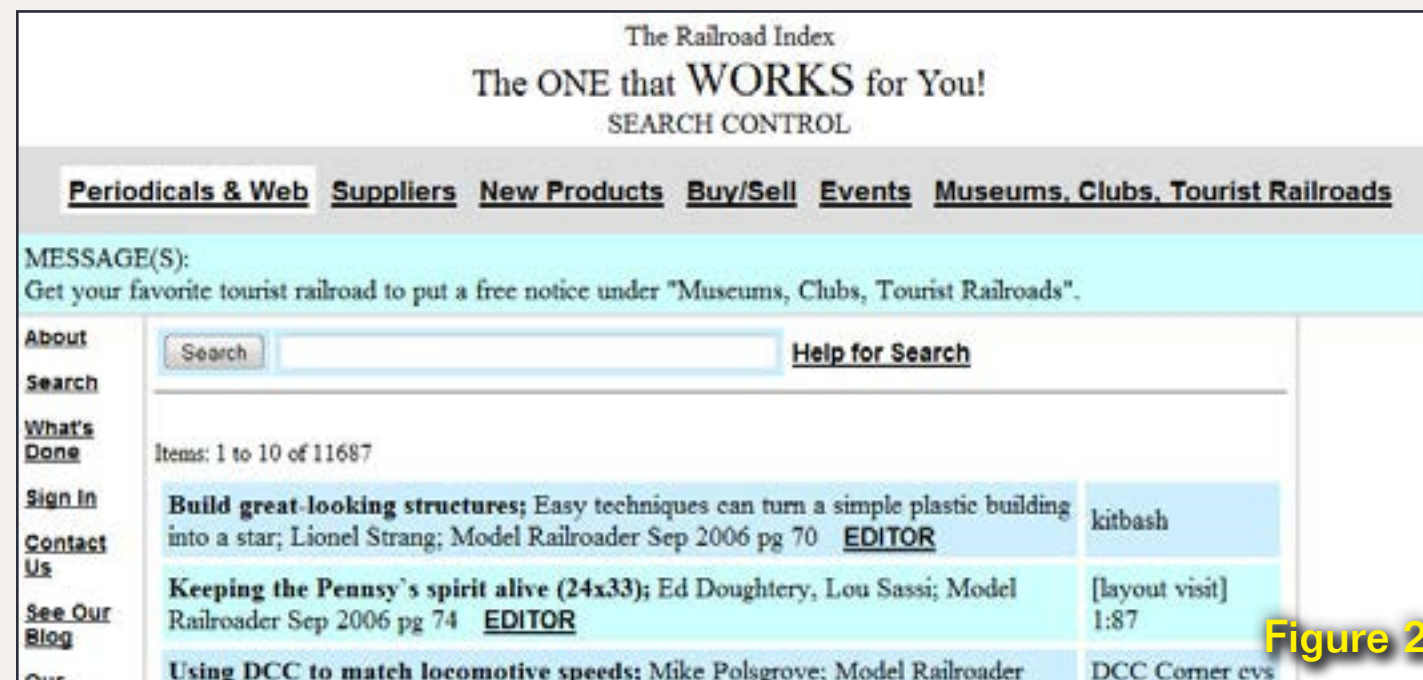 The Railroad Index
The ONE that WORKS for You!
SEARCH CONTROL
Periodicals & Web Suppliers New Products Buy/Sell Events Museums, Clubs, Tourist Railroads
MESSAGE(S):
Get your favorite tourist railroad to put a free notice under "Museums, Clubs, Tourist Railroads".
About
Search
What's
Done
Sign In
Contact
Us
See Our
Blog
Our
Search Help for Search
Items: 1 to 10 of 11687
Build great-looking structures; Easy techniques can turn a simple plastic building
into a star; Lionel Strang; Model Railroader Sep 2006 pg 70 EDITOR
kitbash
Keeping the Pennsy's spirit alive (24x33); Ed Doughtery, Lou Sassi; Model
Railroader Sep 2006 pg 74 EDITOR
[layout visit]
1:87
Using DCC to match locomotive speeds; Mike Polsgrove; Model Railroader
DCC Corner cvs
Figure 2